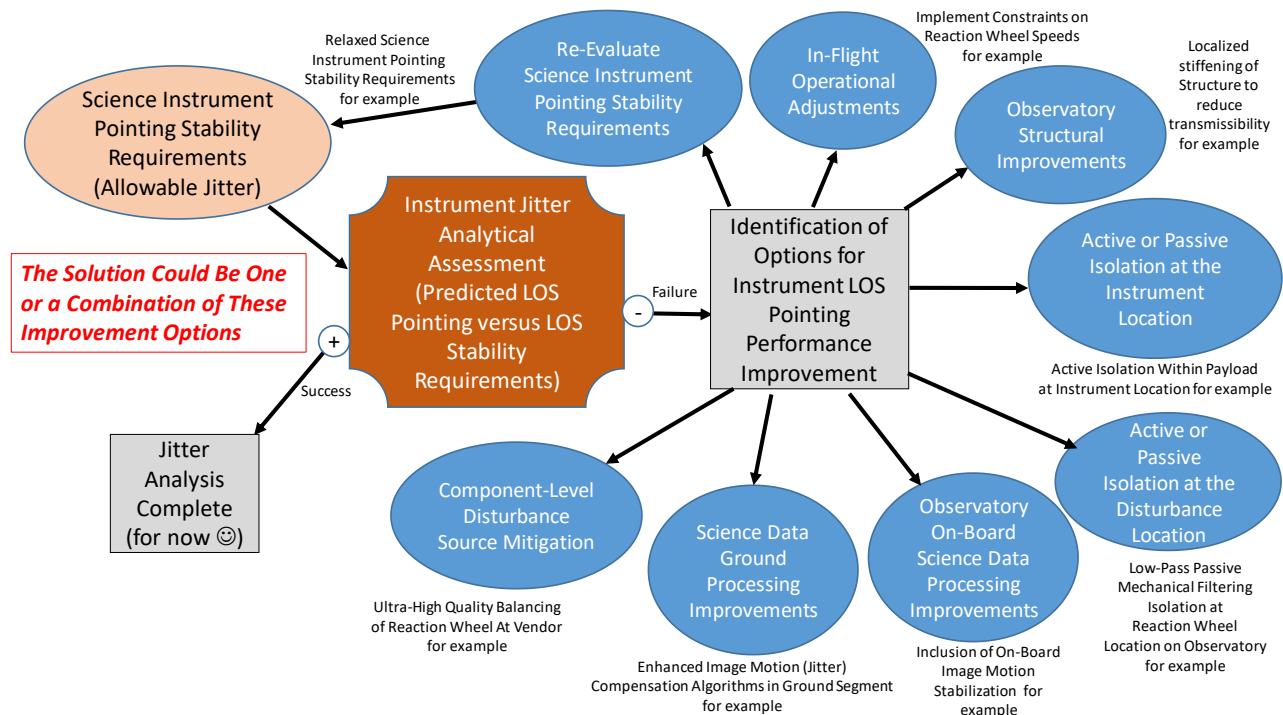 Relaxed Science
Instrument Pointing
Stability Requirements
for example
Re-Evaluate
Science Instrument
Pointing Stability
Requirements
In-Flight
Operational
Adjustments
Implement Constraints on
Reaction Wheel Speeds
for example
Localized
stiffening of
Structure to
reduce
transmissibility
for example
Observatory
Structural
Improvements
Science Instrument
Pointing Stability
Requirements
(Allowable Jitter)
Instrument Jitter
Analytical
Assessment
(Predicted LOS
Pointing versus LOS
Stability
Requirements)
Identification of
Options for
Instrument LOS
Pointing
Performance
Improvement
Active or Passive
Isolation at the
Instrument
Location
Active Isolation Within Payload
at Instrument Location for example
The Solution Could Be One
or a Combination of These
Improvement Options
+
Success
-
Failure
Jitter
Analysis
Complete
(for now ☺)
Component-Level
Disturbance
Source Mitigation
Ultra-High Quality Balancing
of Reaction Wheel At Vendor
for example
Science Data
Ground
Processing
Improvements
Enhanced Image Motion (Jitter)
Compensation Algorithms in Ground Segment
for example
Observatory
On-Board
Science Data
Processing
Improvements
Inclusion of On-Board
Image Motion
Stabilization for
example
Active or
Passive
Isolation at the
Disturbance
Location
Low-Pass Passive
Mechanical Filtering
Isolation at
Reaction Wheel
Location on Observatory
for example